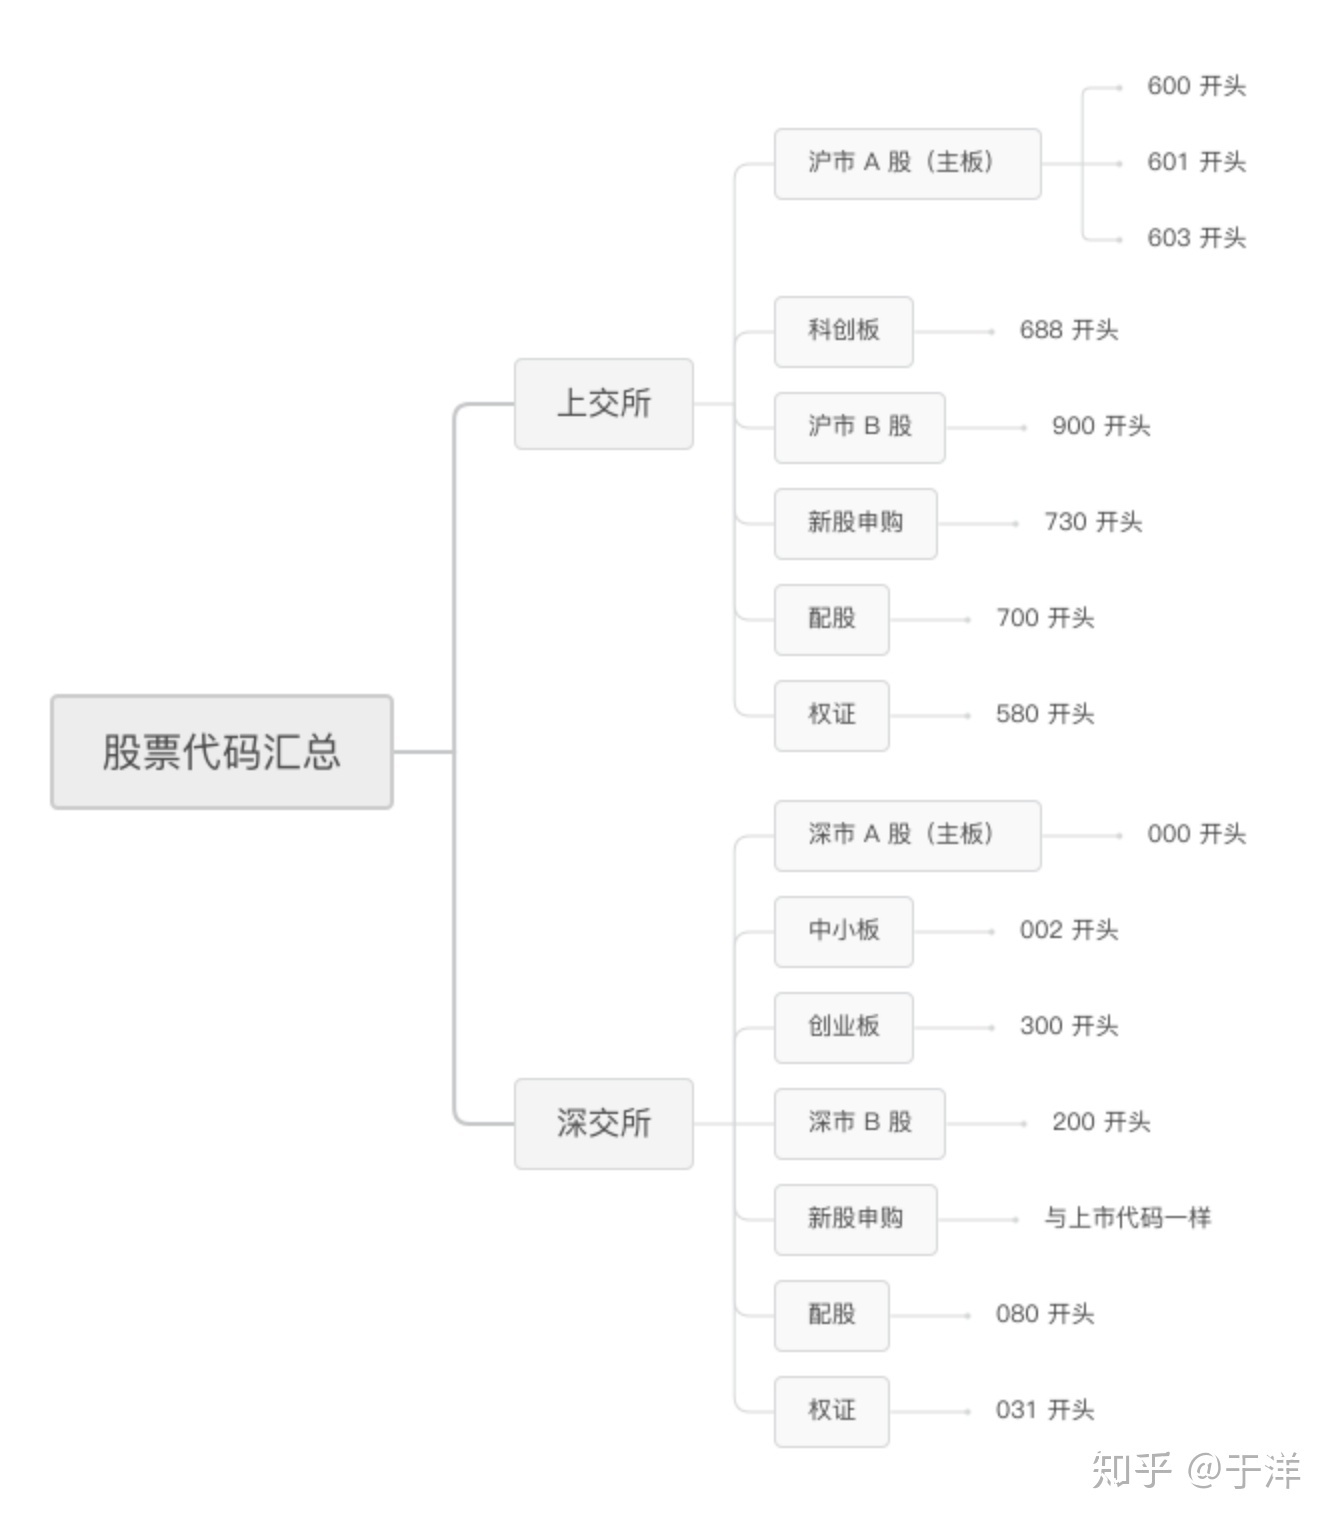 股票代码汇总
上交所
沪市 A 股（主板）
600 开头
601 开头
603 开头
科创板
688 开头
沪市 B 股
900 开头
新股申购
730 开头
配股
700 开头
权证
580 开头
深交所
深市 A 股（主板）
000 开头
中小板
002 开头
创业板
300 开头
深市 B 股
200 开头
新股申购
与上市代码一样
配股
080 开头
权证
031 开头
知乎 @于洋